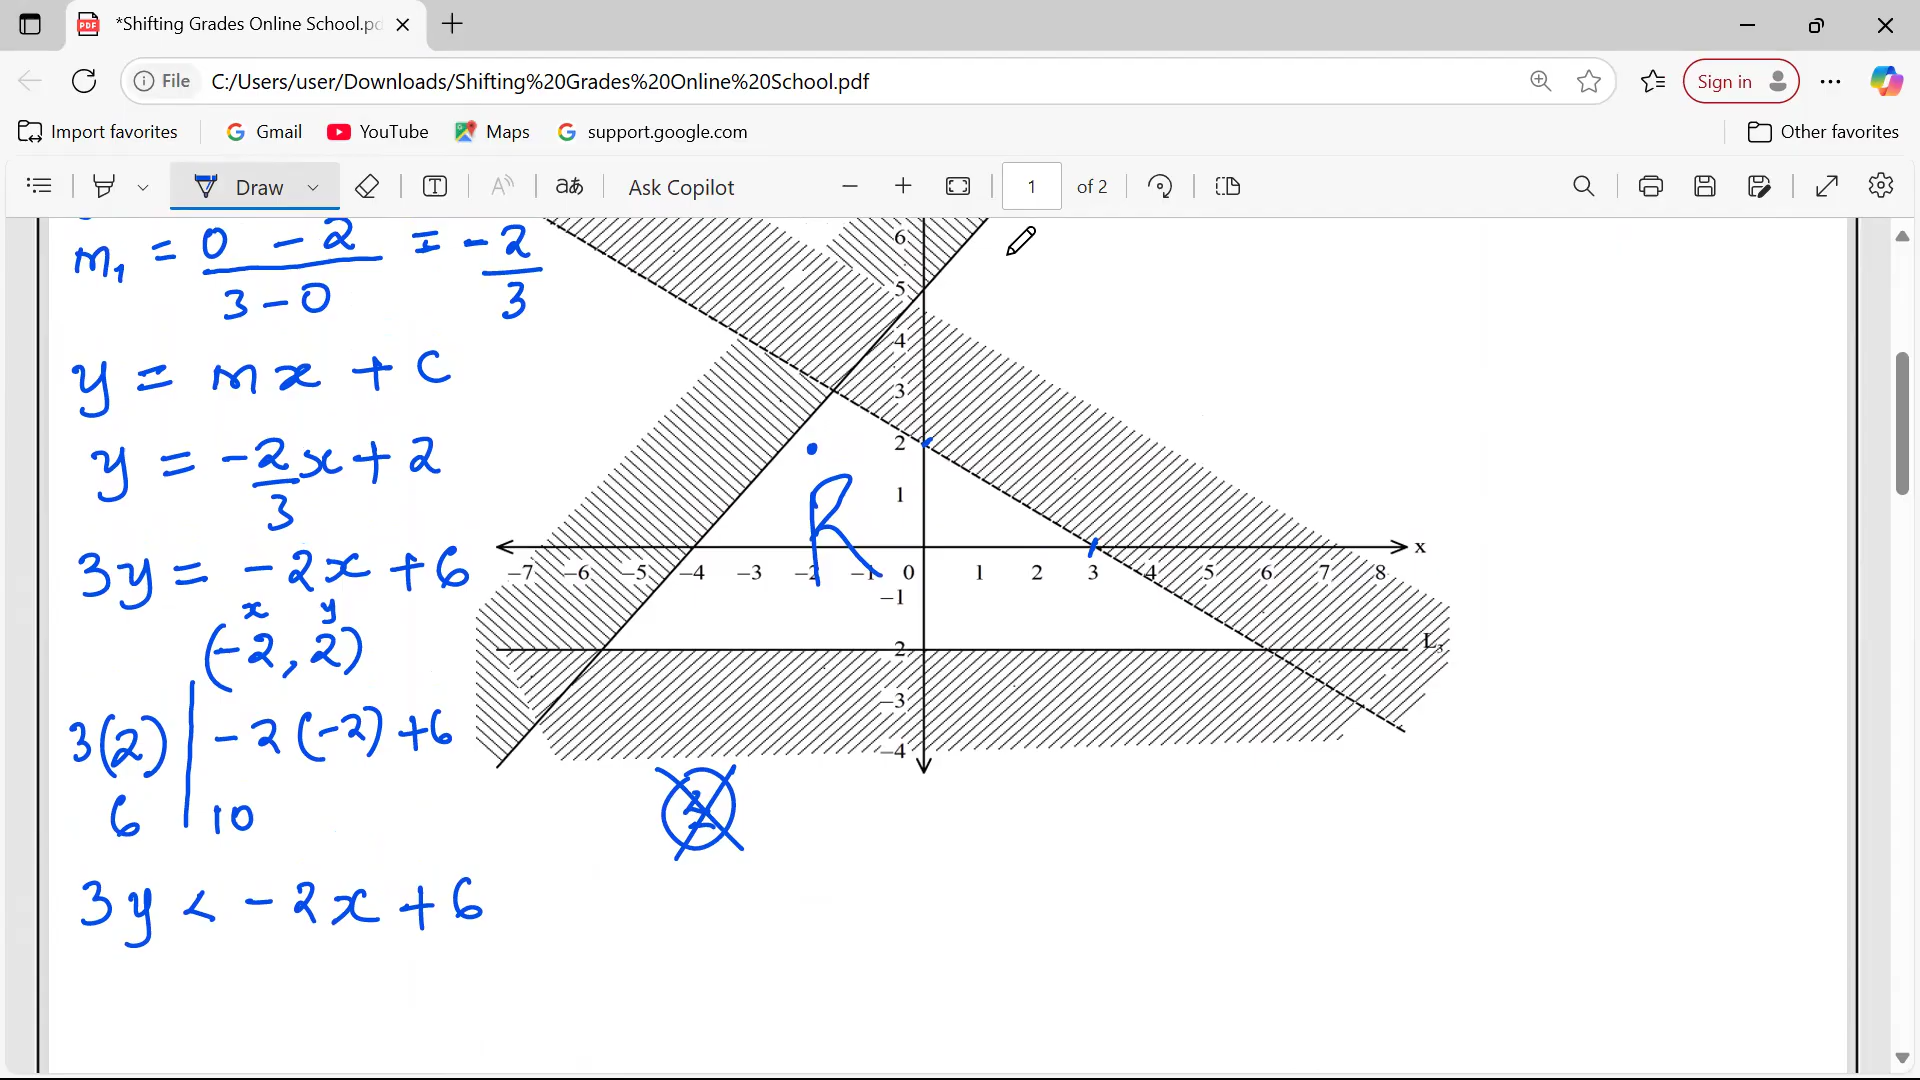 *Shifting Grades Online School.pd
File C:/Users/user/Downloads/Shifting%20Grades%20Online%20School.pdf
Sign in
Import favorites Gmail YouTube Maps support.google.com Other favorites
Draw Ask Copilot 1 of 2
m₁ = 0 - 2 / 3 - 0 = - 2 / 3
y = mx + c
y = -2/3 x + 2
3y = -2x + 6
x y
(-2, 2)
3(2) | -2(-2) + 6
6 | 10
3y < -2x + 6
6
5
4
3
2
1
R
x
-7 -6 -5 -4 -3 -2 -1 0 1 2 3 4 5 6 7 8
-1
2 L₃
-3
-4